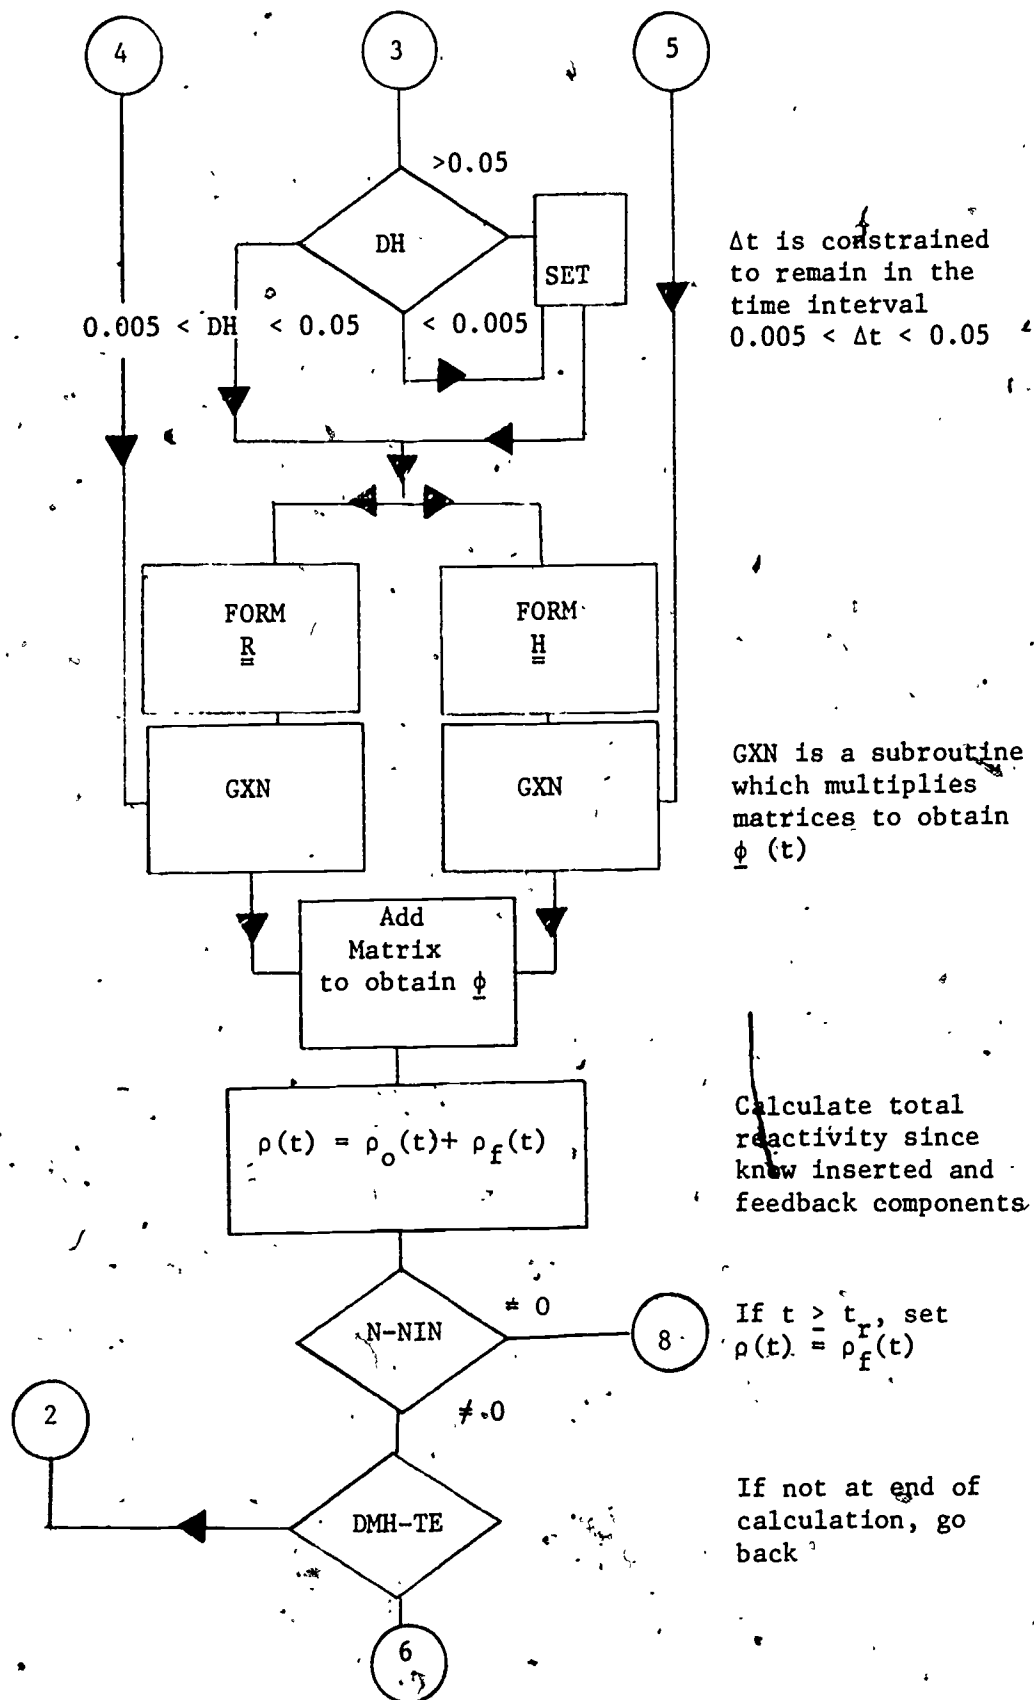 4
3
5
>0.05
DH
SET
Δt is constrained
to remain in the
time interval
0.005 < Δt < 0.05
0.005 < DH < 0.05
< 0.005
FORM
R
FORM
H
GXN
GXN
GXN is a subroutine
which multiplies
matrices to obtain
ϕ (t)
Add
Matrix
to obtain ϕ
ρ(t) = ρo(t)+ ρf(t)
Calculate total
reactivity since
know inserted and
feedback components
N-NIN
= 0
8
If t ≥ tr, set
ρ(t) = ρf(t)
≠ 0
2
DMH-TE
If not at end of
calculation, go
back
6